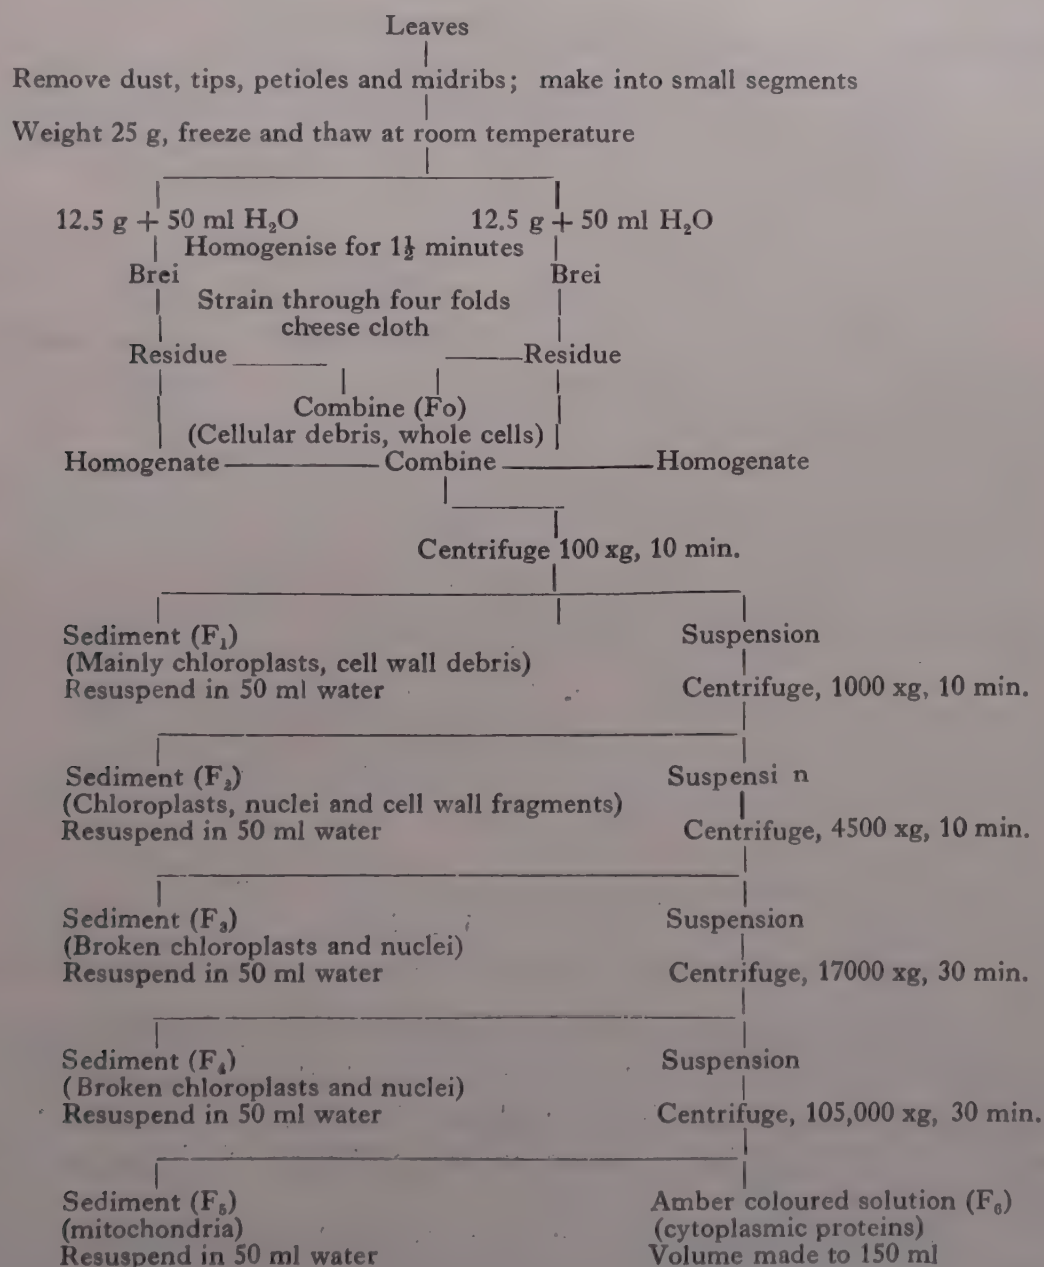 Leaves
Remove dust, tips, petioles and midribs; make into small segments
Weight 25 g, freeze and thaw at room temperature
12.5 g + 50 ml H₂O 12.5 g + 50 ml H₂O
Homogenise for 1½ minutes
Brei Brei
Strain through four folds
cheese cloth
Residue Residue
Combine (Fo)
(Cellular debris, whole cells)
Homogenate Combine Homogenate
Centrifuge 100 xg, 10 min.
Sediment (F₁) Suspension
(Mainly chloroplasts, cell wall debris)
Resuspend in 50 ml water Centrifuge, 1000 xg, 10 min.
Sediment (F₂) Suspensi n
(Chloroplasts, nuclei and cell wall fragments)
Resuspend in 50 ml water Centrifuge, 4500 xg, 10 min.
Sediment (F₃) Suspension
(Broken chloroplasts and nuclei)
Resuspend in 50 ml water Centrifuge, 17000 xg, 30 min.
Sediment (F₄) Suspension
(Broken chloroplasts and nuclei)
Resuspend in 50 ml water Centrifuge, 105,000 xg, 30 min.
Sediment (F₅) Amber coloured solution (F₆)
(mitochondria) (cytoplasmic proteins)
Resuspend in 50 ml water Volume made to 150 ml